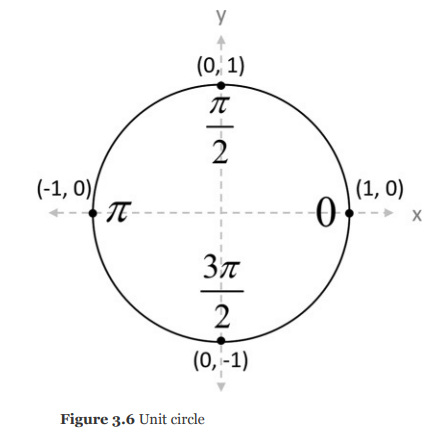 y
(0, 1)
π
2
(-1, 0)
π
0
(1, 0)
x
3π
2
(0, -1)
Figure 3.6 Unit circle